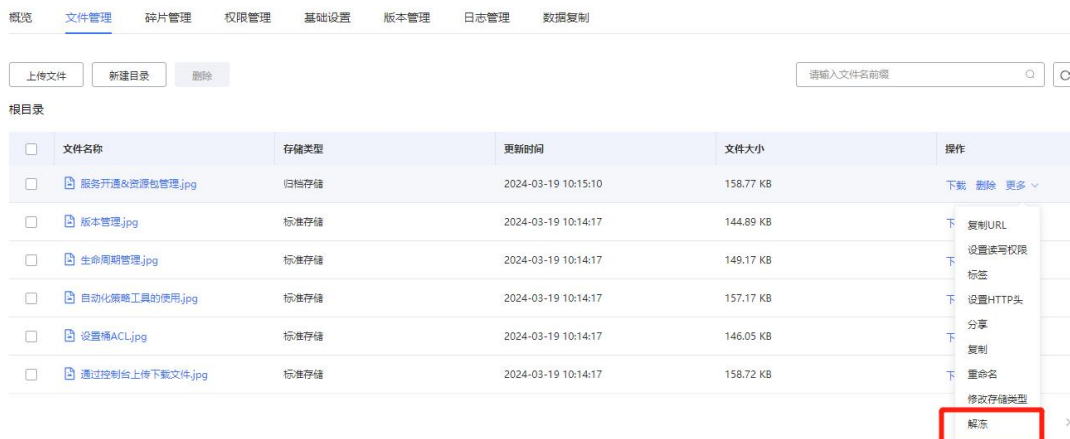 概览 文件管理 碎片管理 权限管理 基础设置 版本管理 日志管理 数据复制
上传文件 新建目录 删除 请输入文件名前缀
根目录
文件名称 存储类型 更新时间 文件大小 操作
服务开通&资源包管理.jpg 归档存储 2024-03-19 10:15:10 158.77 KB 下载 删除 更多
版本管理.jpg 标准存储 2024-03-19 10:14:17 144.89 KB 下
生命周期管理.jpg 标准存储 2024-03-19 10:14:17 149.17 KB 下
自动化策略工具的使用.jpg 标准存储 2024-03-19 10:14:17 157.17 KB 下
设置桶ACL.jpg 标准存储 2024-03-19 10:14:17 146.05 KB 下
通过控制台上传下载文件.jpg 标准存储 2024-03-19 10:14:17 158.72 KB 下
复制URL
设置读写权限
标签
设置HTTP头
分享
复制
重命名
修改存储类型
解冻